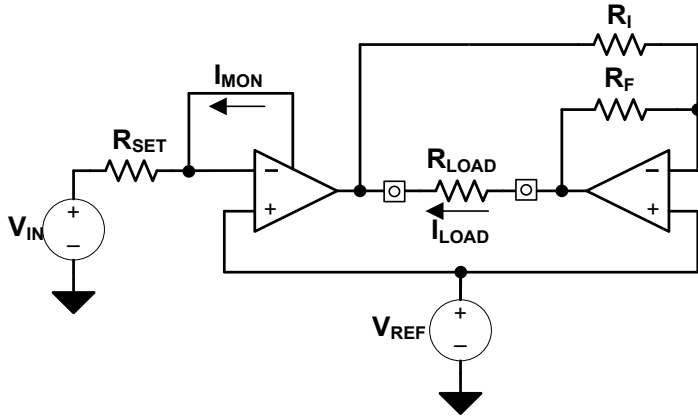 R_I
I_MON
R_F
R_SET
R_LOAD
−
−
+
+
+
V_IN
−
I_LOAD
+
V_REF
−